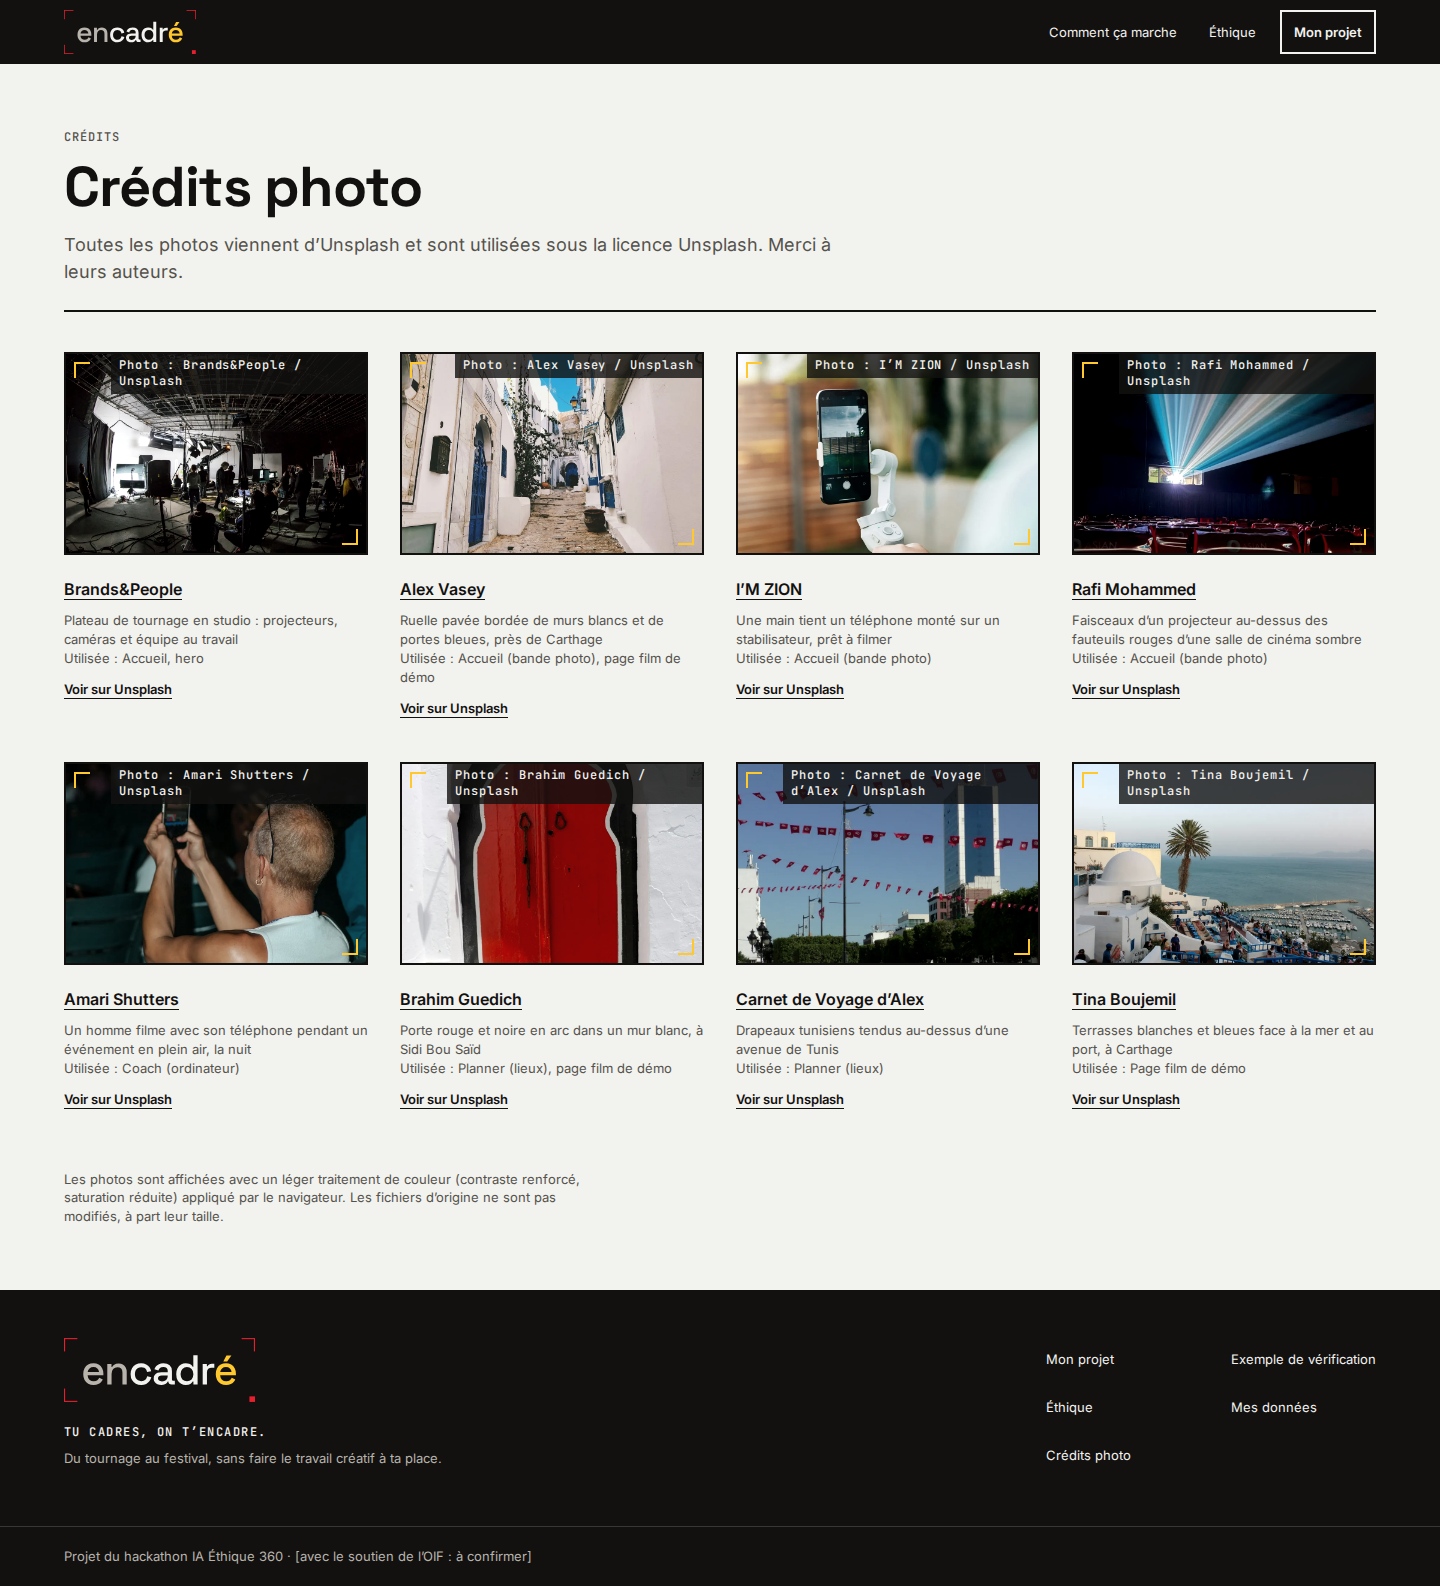 encadré
Comment ça marche
Éthique
Mon projet
CRÉDITS
Crédits photo
Toutes les photos viennent d’Unsplash et sont utilisées sous la licence Unsplash. Merci à
leurs auteurs.
Photo : Brands&People /
Unsplash
Photo : Alex Vasey / Unsplash
Photo : I’M ZION / Unsplash
Photo : Rafi Mohammed /
Unsplash
Brands&People
Plateau de tournage en studio : projecteurs,
caméras et équipe au travail
Utilisée : Accueil, hero
Voir sur Unsplash
Alex Vasey
Ruelle pavée bordée de murs blancs et de
portes bleues, près de Carthage
Utilisée : Accueil (bande photo), page film de
démo
Voir sur Unsplash
I’M ZION
Une main tient un téléphone monté sur un
stabilisateur, prêt à filmer
Utilisée : Accueil (bande photo)
Voir sur Unsplash
Rafi Mohammed
Faisceaux d’un projecteur au-dessus des
fauteuils rouges d’une salle de cinéma sombre
Utilisée : Accueil (bande photo)
Voir sur Unsplash
Photo : Amari Shutters /
Unsplash
Photo : Brahim Guedich /
Unsplash
Photo : Carnet de Voyage
d’Alex / Unsplash
Photo : Tina Boujemil /
Unsplash
Amari Shutters
Un homme filme avec son téléphone pendant un
événement en plein air, la nuit
Utilisée : Coach (ordinateur)
Voir sur Unsplash
Brahim Guedich
Porte rouge et noire en arc dans un mur blanc, à
Sidi Bou Saïd
Utilisée : Planner (lieux), page film de démo
Voir sur Unsplash
Carnet de Voyage d’Alex
Drapeaux tunisiens tendus au-dessus d’une
avenue de Tunis
Utilisée : Planner (lieux)
Voir sur Unsplash
Tina Boujemil
Terrasses blanches et bleues face à la mer et au
port, à Carthage
Utilisée : Page film de démo
Voir sur Unsplash
Les photos sont affichées avec un léger traitement de couleur (contraste renforcé,
saturation réduite) appliqué par le navigateur. Les fichiers d’origine ne sont pas
modifiés, à part leur taille.
encadré
TU CADRES, ON T’ENCADRE.
Du tournage au festival, sans faire le travail créatif à ta place.
Mon projet
Exemple de vérification
Éthique
Mes données
Crédits photo
Projet du hackathon IA Éthique 360 · [avec le soutien de l’OIF : à confirmer]